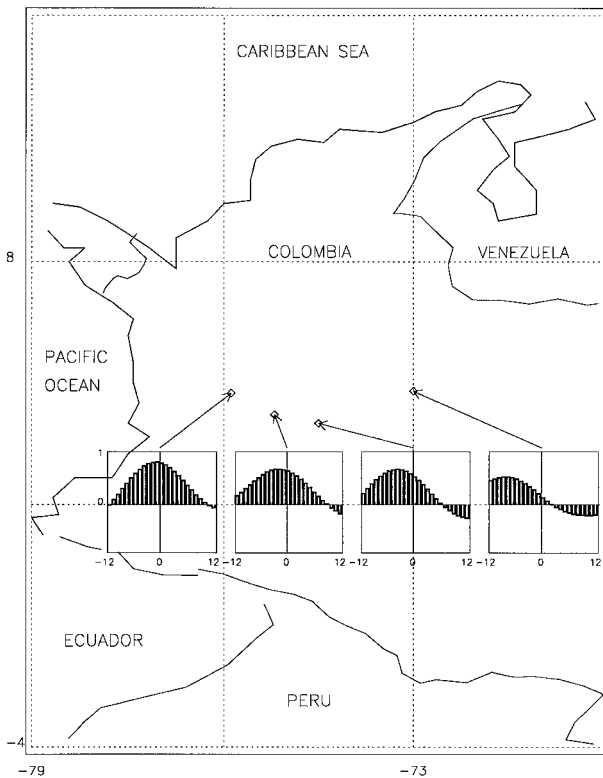 CARIBBEAN SEA
8
COLOMBIA
VENEZUELA
PACIFIC
OCEAN
1
0
-12 0 12 -12 0 12 -12 0 12 -12 0 12
ECUADOR
PERU
-4
-79
-73